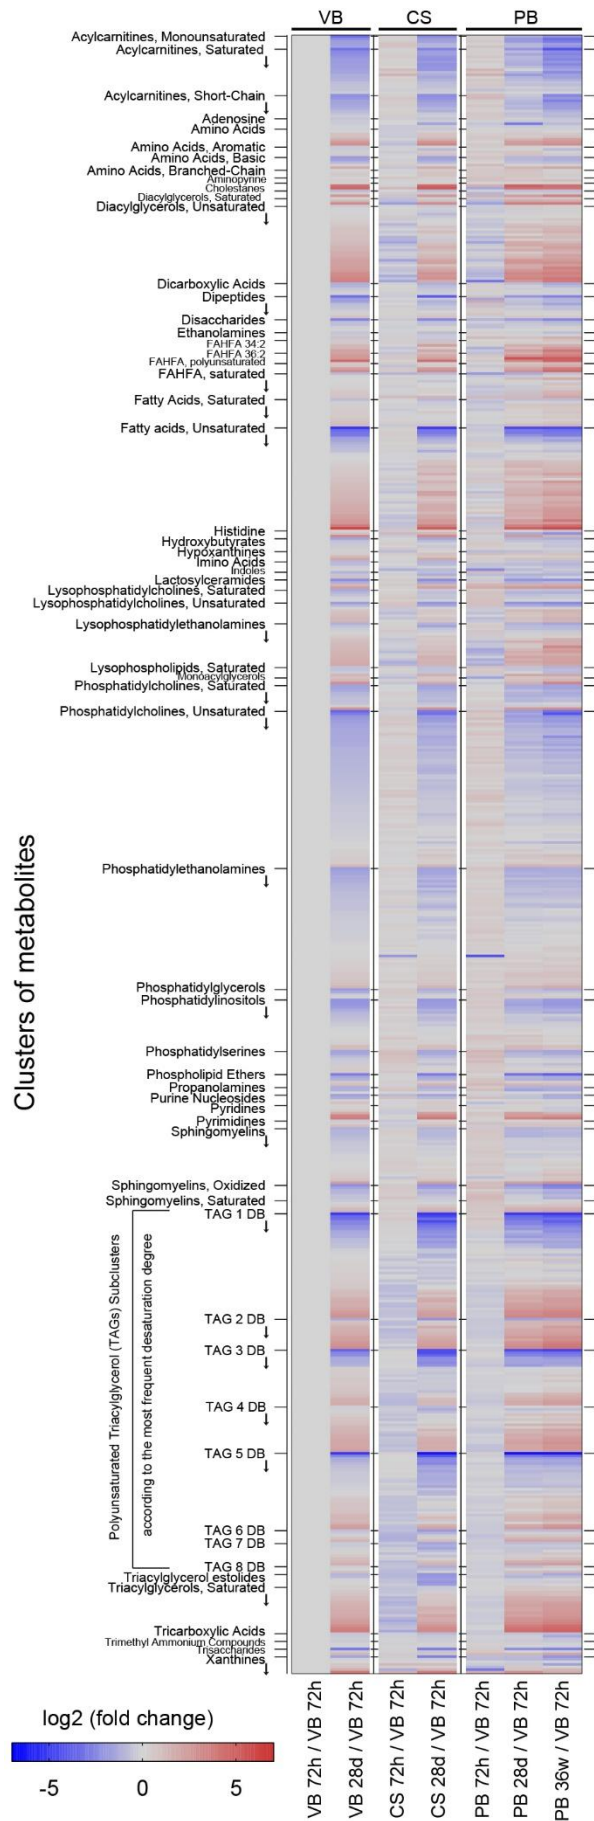 VB CS PB
Acylcarnitines, Monounsaturated
Acylcarnitines, Saturated
Acylcarnitines, Short-Chain
Adenosine
Amino Acids
Amino Acids, Aromatic
Amino Acids, Basic
Amino Acids, Branched-Chain
Aminopyrine
Cholestanes
Diacylglycerols, Saturated
Diacylglycerols, Unsaturated
Dicarboxylic Acids
Dipeptides
Disaccharides
Ethanolamines
FAHFA 34:2
FAHFA 36:2
FAHFA, polyunsaturated
FAHFA, saturated
Fatty Acids, Saturated
Fatty acids, Unsaturated
Histidine
Hydroxybutyrates
Hypoxanthines
Imino Acids
Indoles
Lactosylceramides
Lysophosphatidylcholines, Saturated
Lysophosphatidylcholines, Unsaturated
Lysophosphatidylethanolamines
Lysophospholipids, Saturated
Monoacylglycerols
Phosphatidylcholines, Saturated
Phosphatidylcholines, Unsaturated
Phosphatidylethanolamines
Phosphatidylglycerols
Phosphatidylinositols
Phosphatidylserines
Phospholipid Ethers
Propanolamines
Purine Nucleosides
Pyridines
Pyrimidines
Sphingomyelins
Sphingomyelins, Oxidized
Sphingomyelins, Saturated
TAG 1 DB
TAG 2 DB
TAG 3 DB
TAG 4 DB
TAG 5 DB
TAG 6 DB
TAG 7 DB
TAG 8 DB
Triacylglycerol estolides
Triacylglycerols, Saturated
Tricarboxylic Acids
Trimethyl Ammonium Compounds
Trisaccharides
Xanthines
Clusters of metabolites
Polyunsaturated Triacylglycerol (TAGs) Subclusters
according to the most frequent desaturation degree
log2 (fold change)
-5 0 5
VB 72h / VB 72h
VB 28d / VB 72h
CS 72h / VB 72h
CS 28d / VB 72h
PB 72h / VB 72h
PB 28d / VB 72h
PB 36w / VB 72h